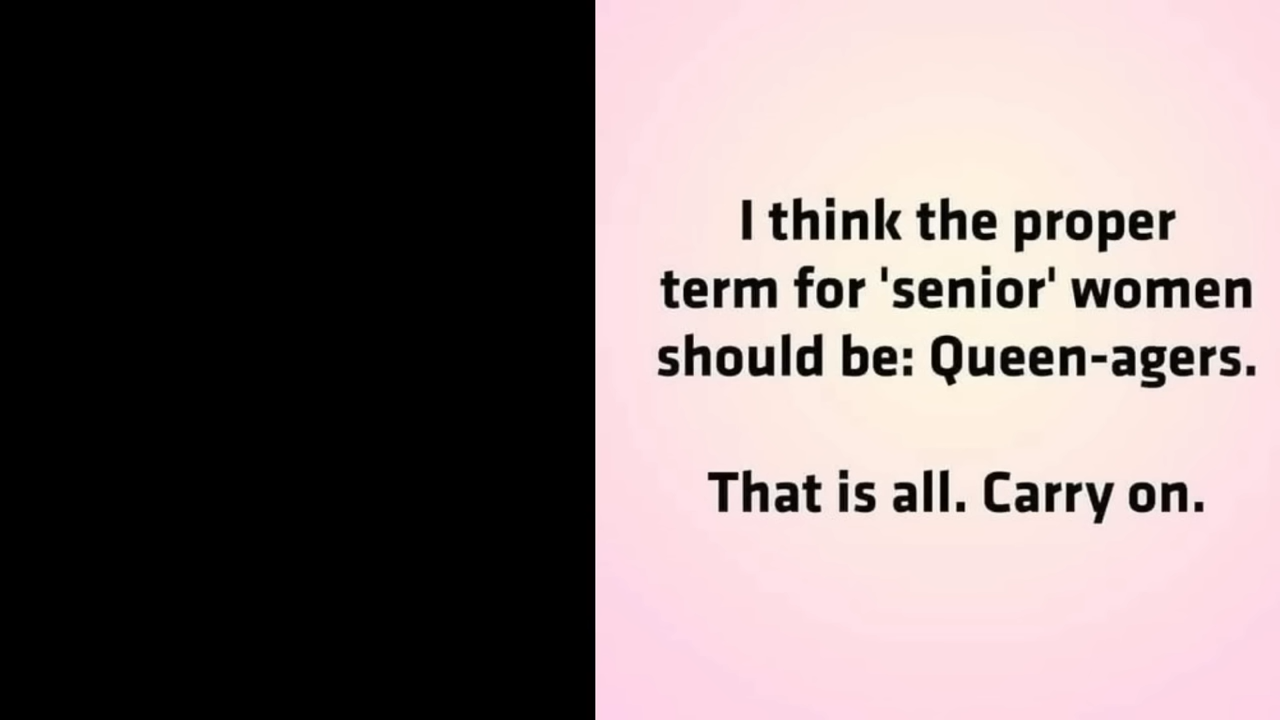 I think the proper
term for 'senior' women
should be: Queen-agers.
That is all. Carry on.